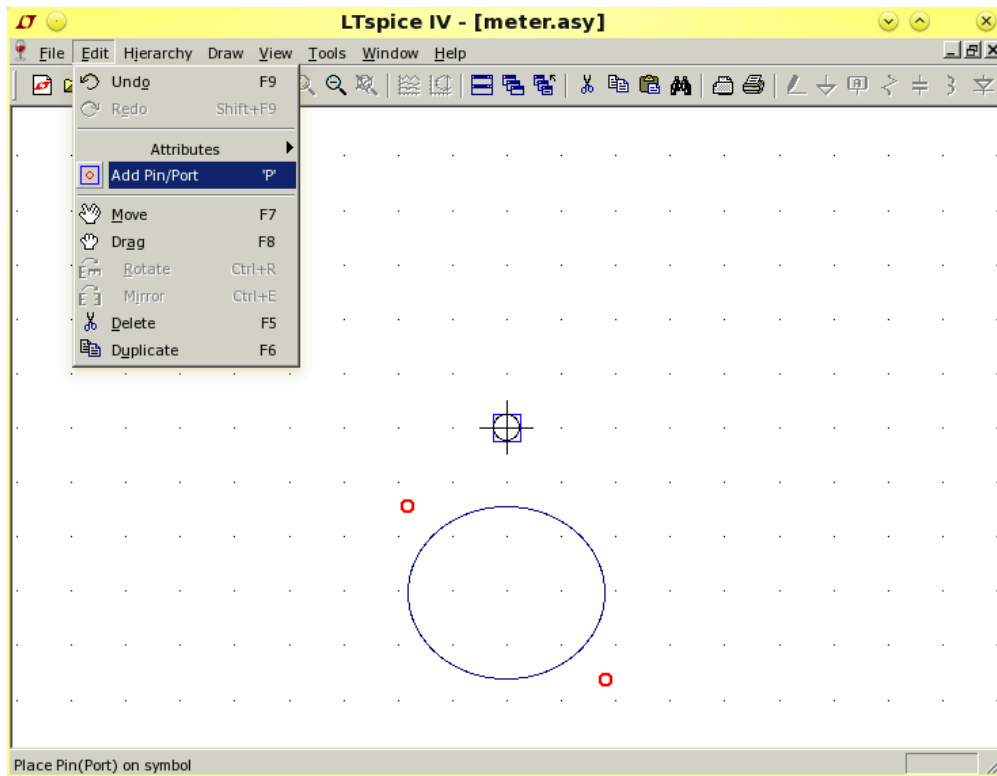 LTspice IV - [meter.asy]
File Edit Hierarchy Draw View Tools Window Help
Undo F9
Redo Shift+F9
Attributes
Add Pin/Port 'P'
Move F7
Drag F8
Rotate Ctrl+R
Mirror Ctrl+E
Delete F5
Duplicate F6
Place Pin(Port) on symbol